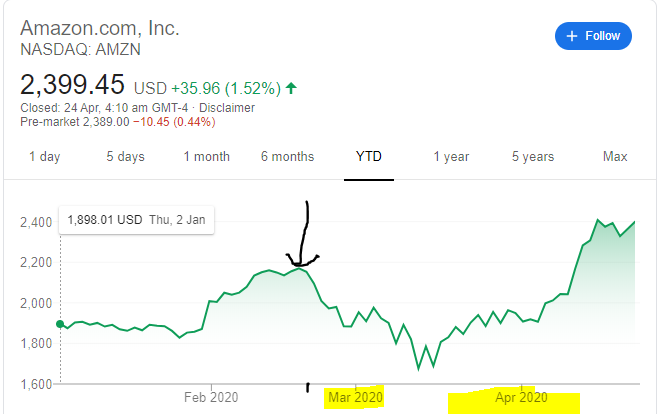 Amazon.com, Inc.
NASDAQ: AMZN
+ Follow
2,399.45 USD +35.96 (1.52%) ↑
Closed: 24 Apr, 4:10 am GMT-4 · Disclaimer
Pre-market 2,389.00 −10.45 (0.44%)
1 day 5 days 1 month 6 months YTD 1 year 5 years Max
1,898.01 USD Thu, 2 Jan
2,400
2,200
2,000
1,800
1,600
Feb 2020 Mar 2020 Apr 2020